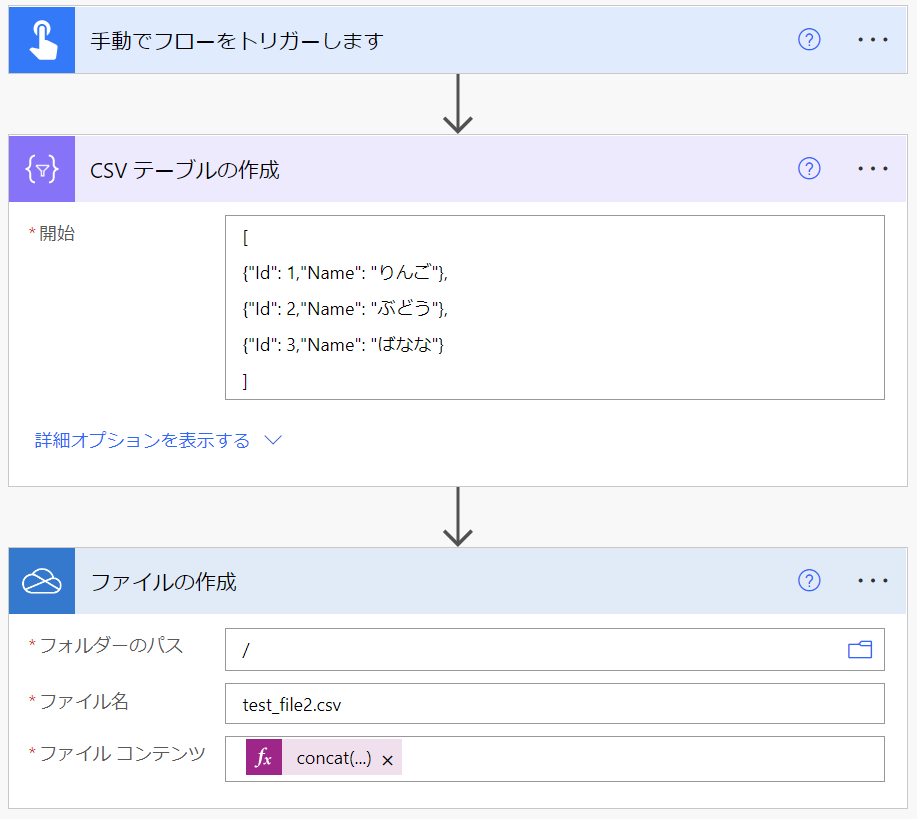 手動でフローをトリガーします
CSV テーブルの作成
*開始
[
{"Id": 1,"Name": "りんご"},
{"Id": 2,"Name": "ぶどう"},
{"Id": 3,"Name": "ばなな"}
]
詳細オプションを表示する
ファイルの作成
*フォルダーのパス
/
*ファイル名
test_file2.csv
*ファイル コンテンツ
fx concat(...) ×